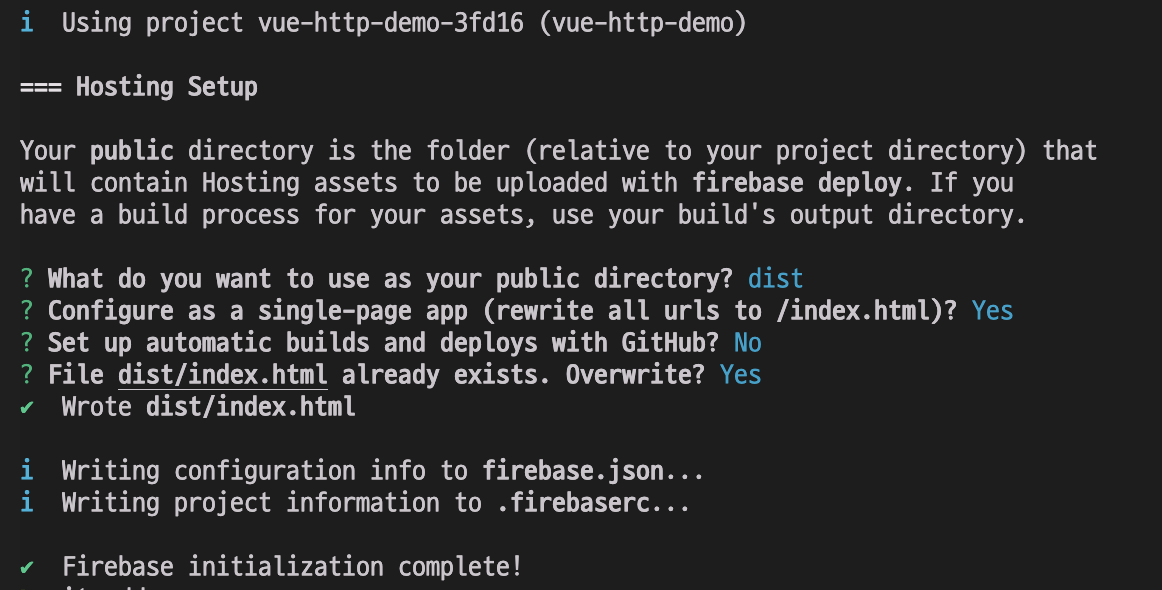 i  Using project vue-http-demo-3fd16 (vue-http-demo)
=== Hosting Setup
Your public directory is the folder (relative to your project directory) that
will contain Hosting assets to be uploaded with firebase deploy. If you
have a build process for your assets, use your build's output directory.
? What do you want to use as your public directory? dist
? Configure as a single-page app (rewrite all urls to /index.html)? Yes
? Set up automatic builds and deploys with GitHub? No
? File dist/index.html already exists. Overwrite? Yes
✔  Wrote dist/index.html
i  Writing configuration info to firebase.json...
i  Writing project information to .firebaserc...
✔  Firebase initialization complete!